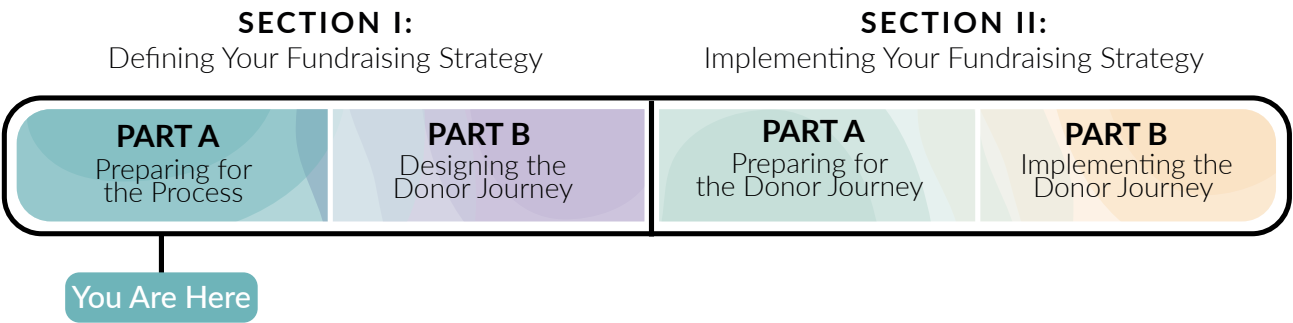 SECTION I:
Defining Your Fundraising Strategy
SECTION II:
Implementing Your Fundraising Strategy
PART A
Preparing for
the Process
PART B
Designing the
Donor Journey
PART A
Preparing for
the Donor Journey
PART B
Implementing the
Donor Journey
You Are Here